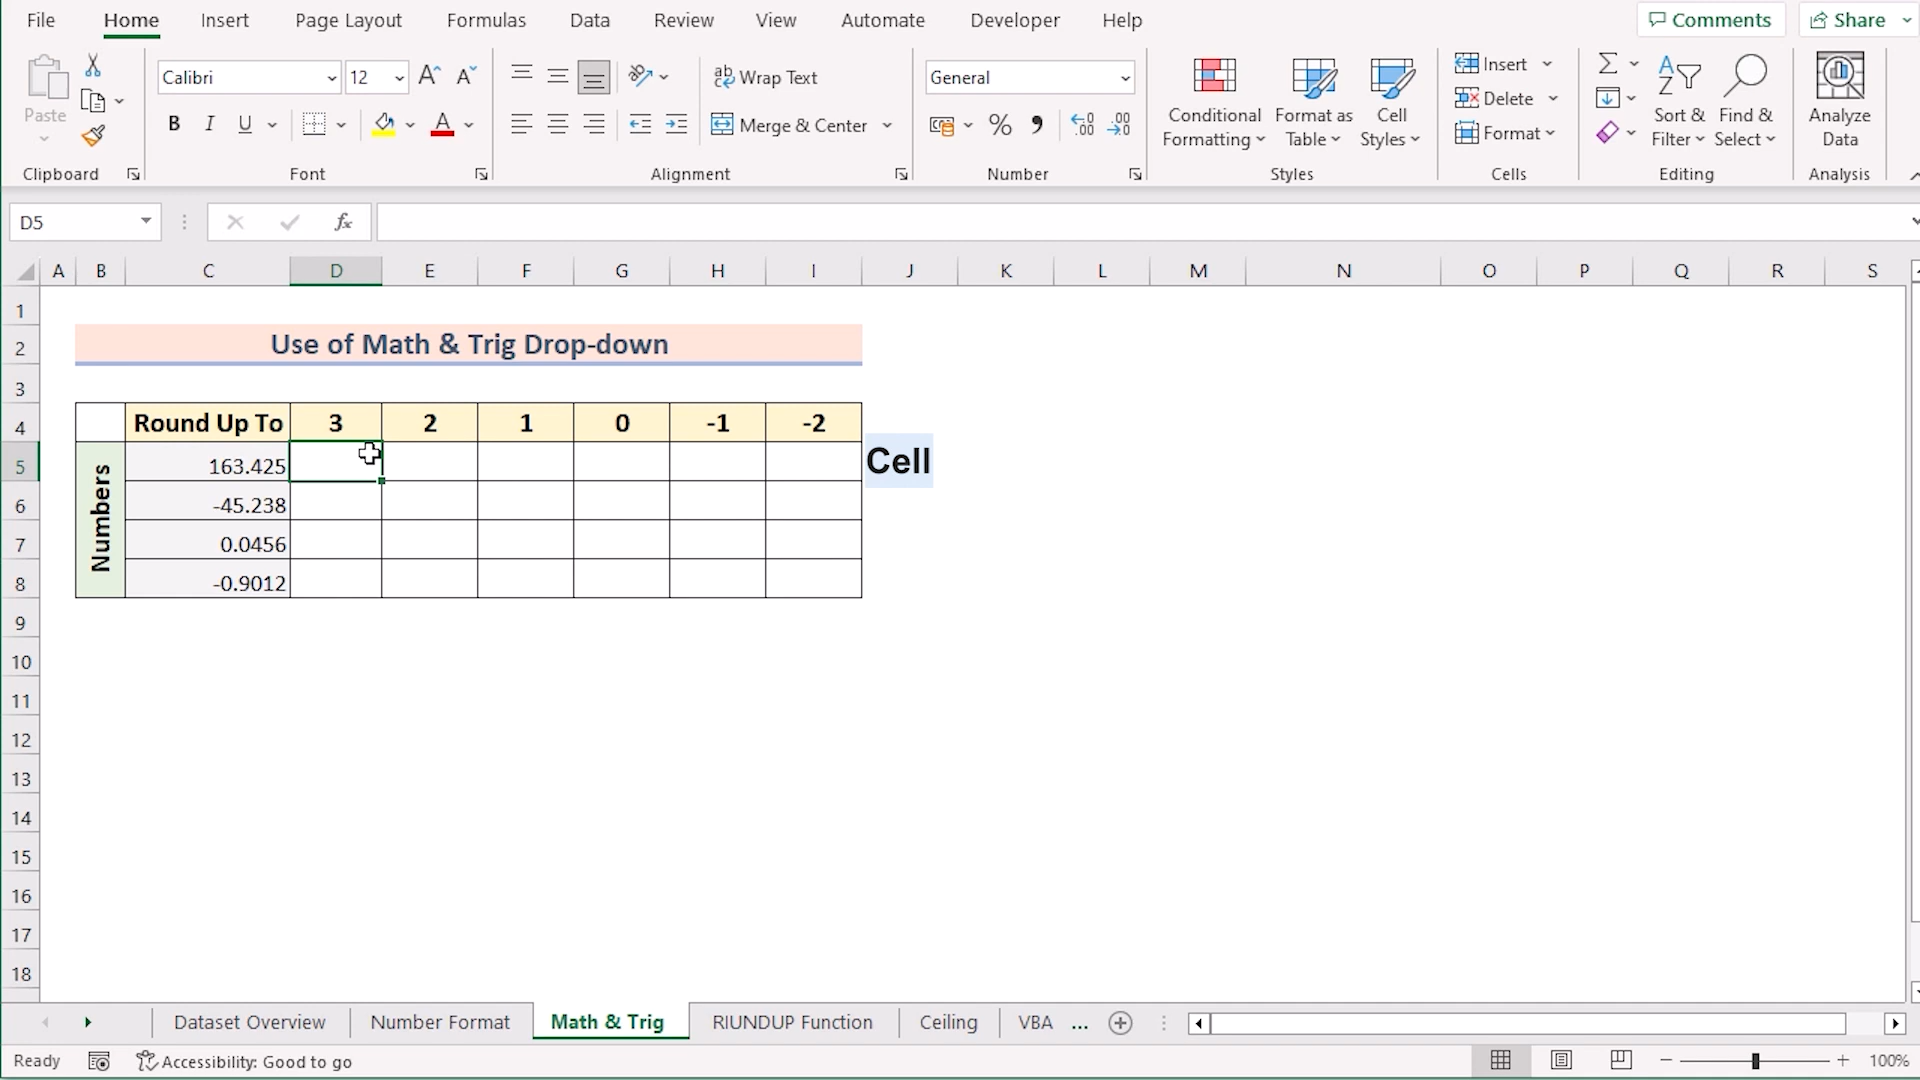 File Home Insert Page Layout Formulas Data Review View Automate Developer Help Comments Share
Calibri 12 A A ab Wrap Text General
Paste B I U A Merge & Center % Conditional Formatting Format as Table Cell Styles Insert Delete Format Sort & Filter Find & Select Analyze Data
Clipboard Font Alignment Number Styles Cells Editing Analysis
D5 fx
A B C D E F G H I J K L M N O P Q R S
1
2 Use of Math & Trig Drop-down
3
4 Round Up To 3 2 1 0 -1 -2
5 163.425 Cell
6 -45.238
Numbers
7 0.0456
8 -0.9012
9
10
11
12
13
14
15
16
17
18
Dataset Overview Number Format Math & Trig RIUNDUP Function Ceiling VBA ...
Ready Accessibility: Good to go 100%